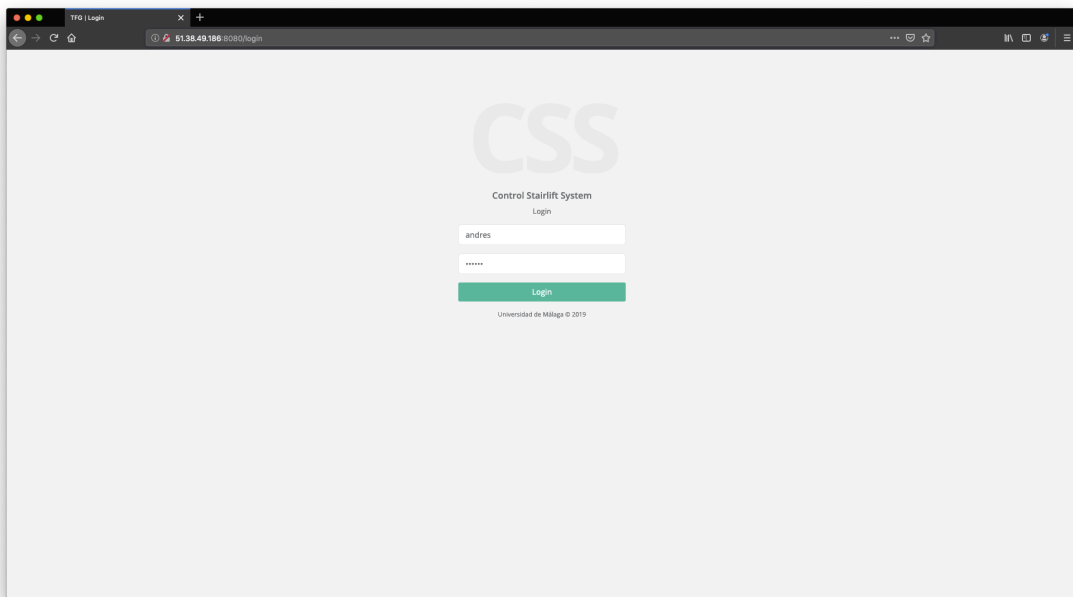 TFG | Login
51.38.49.186:8080/login
CSS
Control Stairlift System
Login
andres
••••••
Login
Universidad de Málaga © 2019